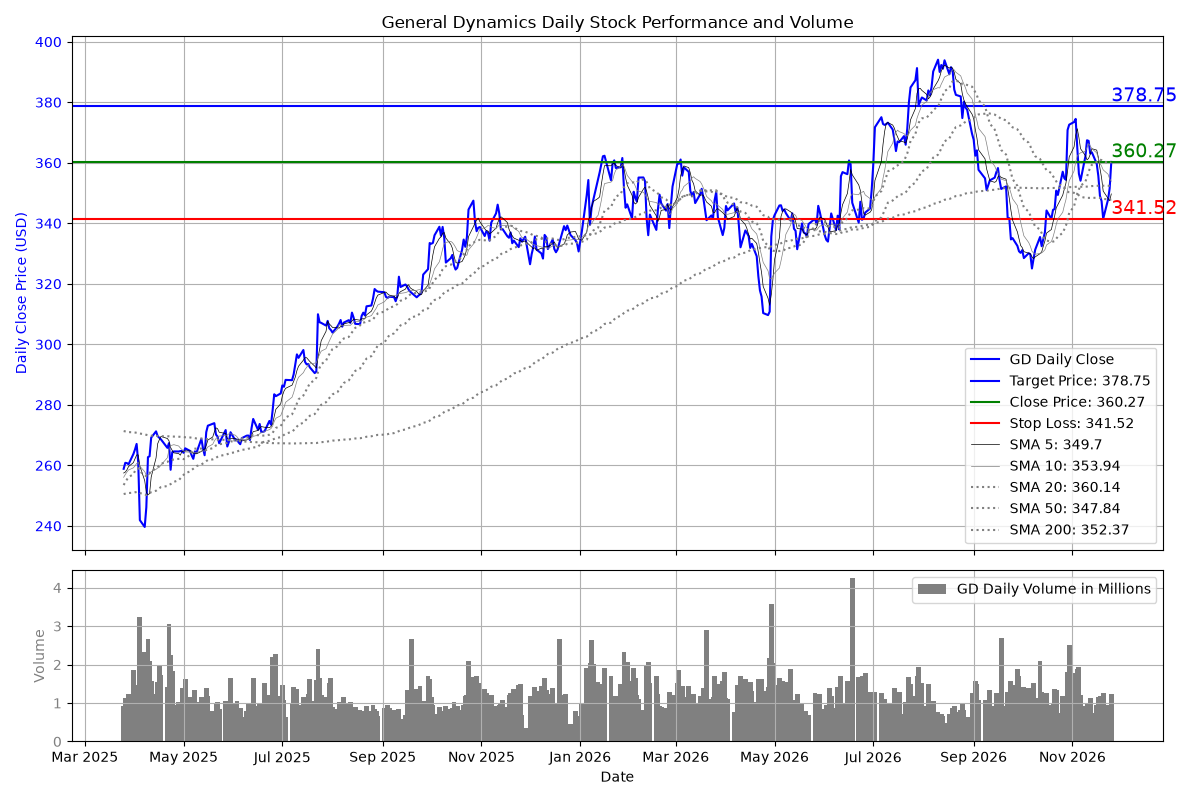 General Dynamics Daily Stock Performance and Volume
Daily Close Price (USD)
400
380
360
340
320
300
280
260
240
378.75
360.27
341.52
GD Daily Close
Target Price: 378.75
Close Price: 360.27
Stop Loss: 341.52
SMA 5: 349.7
SMA 10: 353.94
SMA 20: 360.14
SMA 50: 347.84
SMA 200: 352.37
Volume
4
3
2
1
0
GD Daily Volume in Millions
Mar 2025 May 2025 Jul 2025 Sep 2025 Nov 2025 Jan 2026 Mar 2026 May 2026 Jul 2026 Sep 2026 Nov 2026
Date